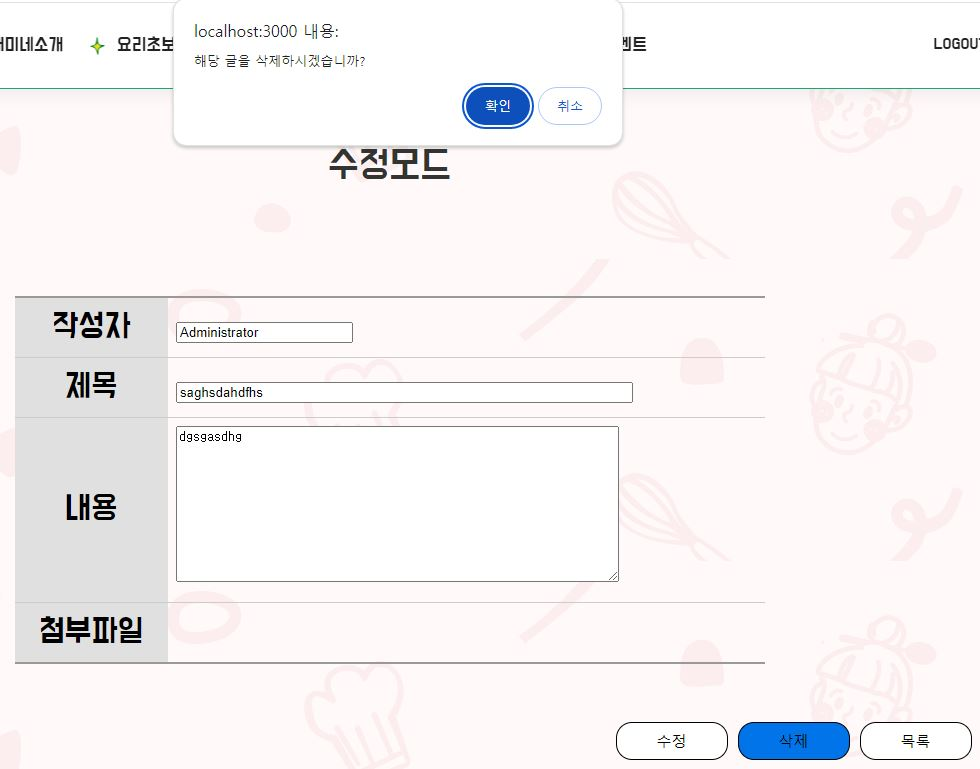 localhost:3000 내용:
해당 글을 삭제하시겠습니까?
확인 취소
미네소개 요리초보 벤트 LOGOUT
수정모드
작성자 Administrator
제목 saghsdahdfhs
내용 dgsgasdhg
첨부파일
수정 삭제 목록